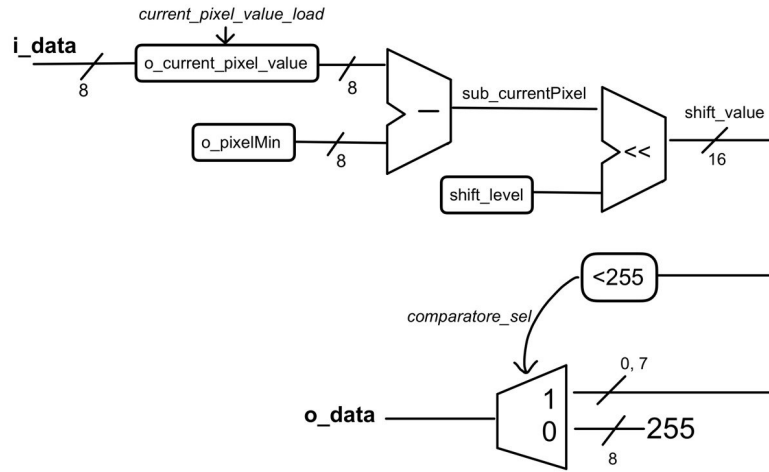 current_pixel_value_load
i_data
8
o_current_pixel_value
8
−
sub_currentPixel
shift_value
o_pixelMin
8
<<
16
shift_level
<255
comparatore_sel
0, 7
1
o_data
0
255
8